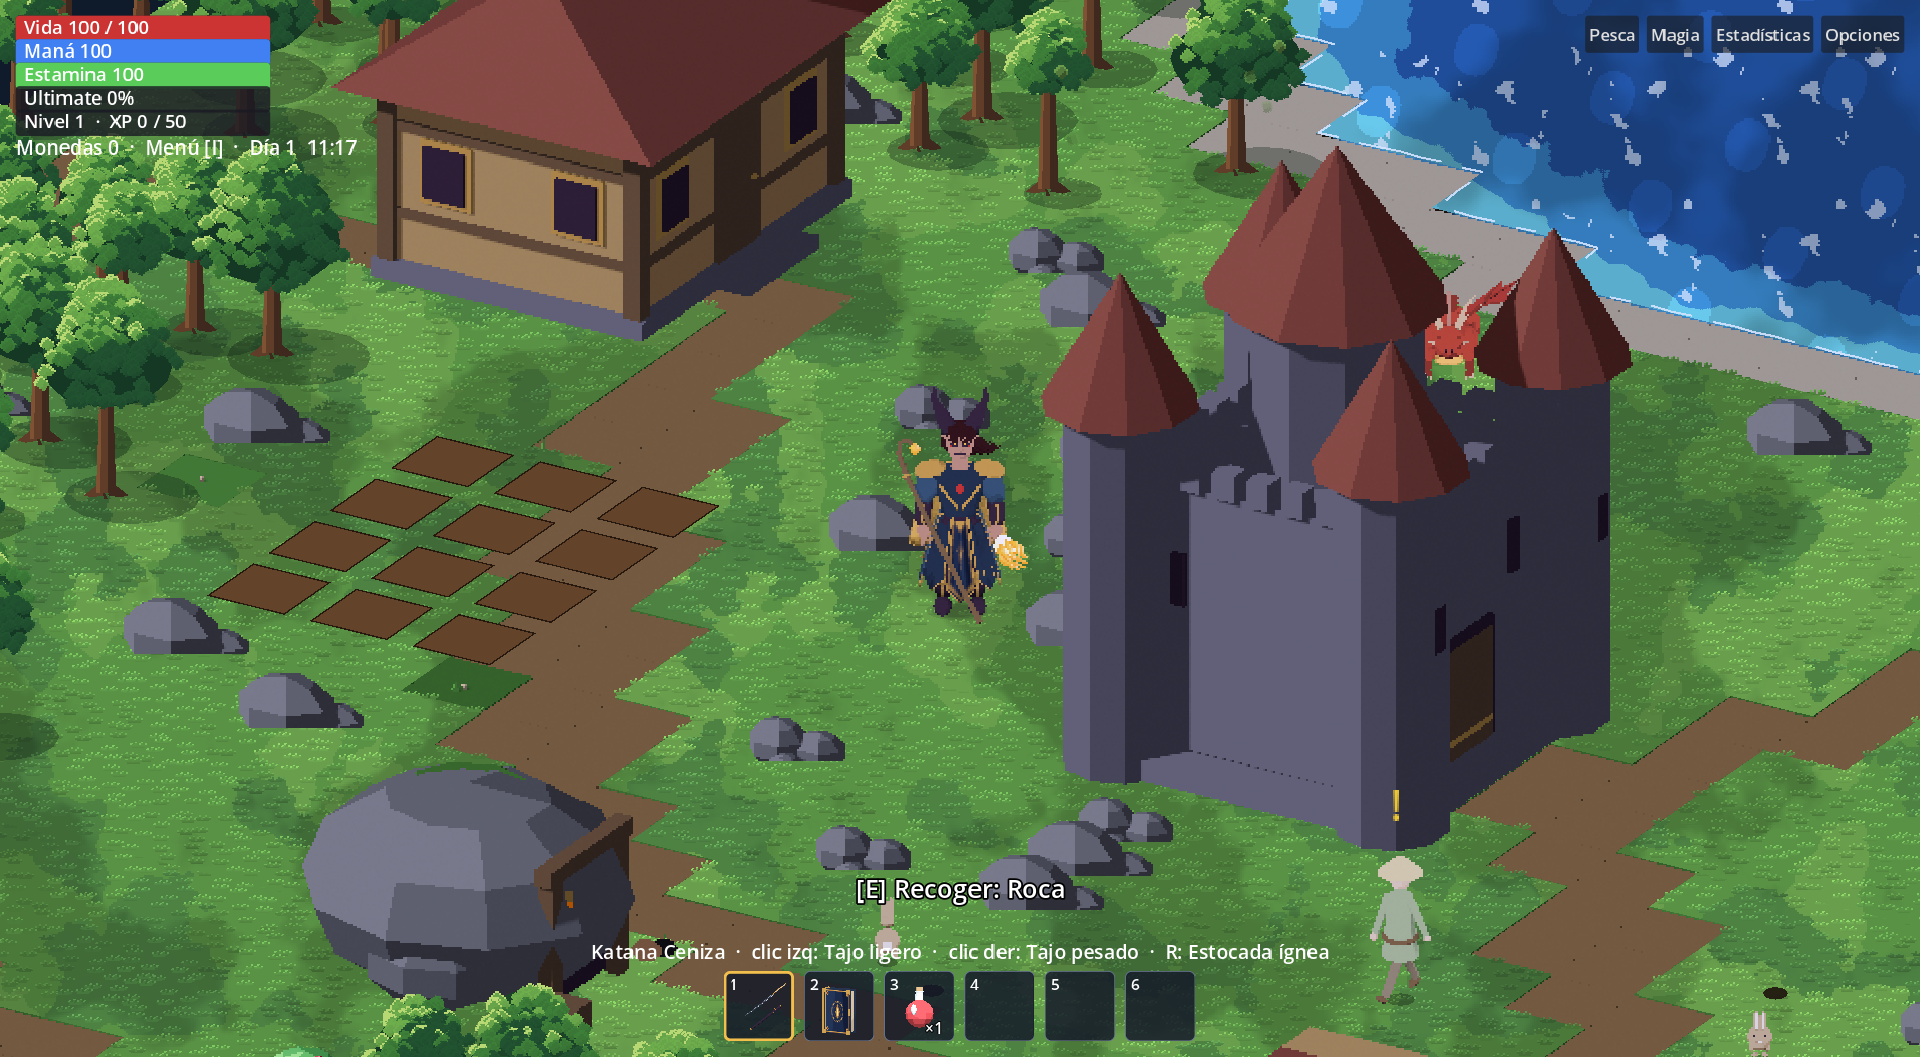 Vida 100 / 100
Maná 100
Estamina 100
Ultimate 0%
Nivel 1 · XP 0 / 50
Monedas 0 · Menú [I] · Día 1 11:17
Pesca Magia Estadísticas Opciones
!
[E] Recoger: Roca
Katana Ceniza · clic izq: Tajo ligero · clic der: Tajo pesado · R: Estocada ígnea
1 2 3 4 5 6
×1